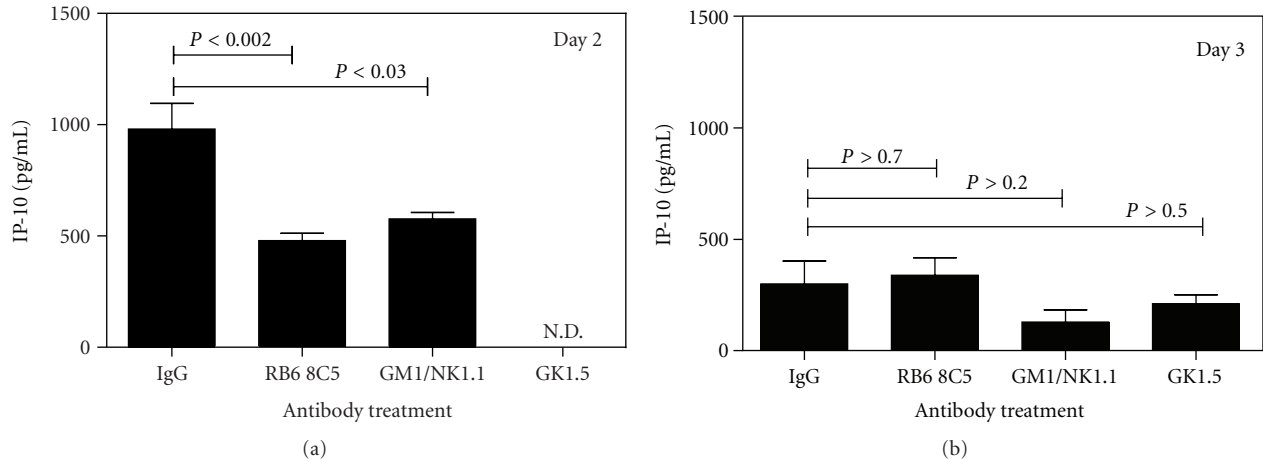 1500
1000
500
0
IP-10 (pg/mL)
Day 2
P < 0.002
P < 0.03
N.D.
IgG RB6 8C5 GM1/NK1.1 GK1.5
Antibody treatment
(a)
1500
1000
500
0
IP-10 (pg/mL)
Day 3
P > 0.7
P > 0.2
P > 0.5
IgG RB6 8C5 GM1/NK1.1 GK1.5
Antibody treatment
(b)